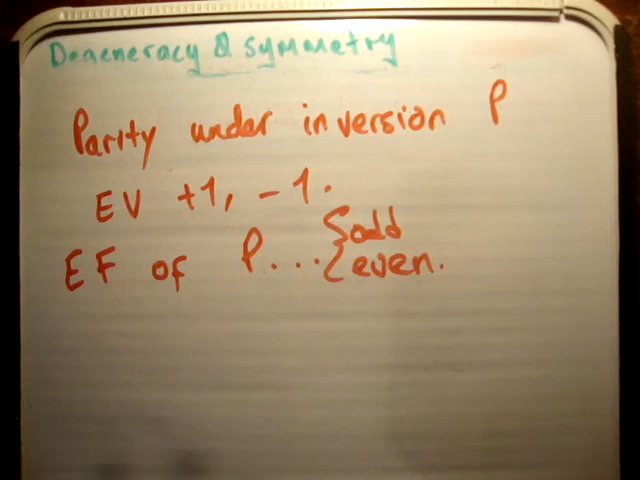 Degeneracy & symmetry
Parity under inversion P
EV +1, -1.
EF of P... { odd
even.